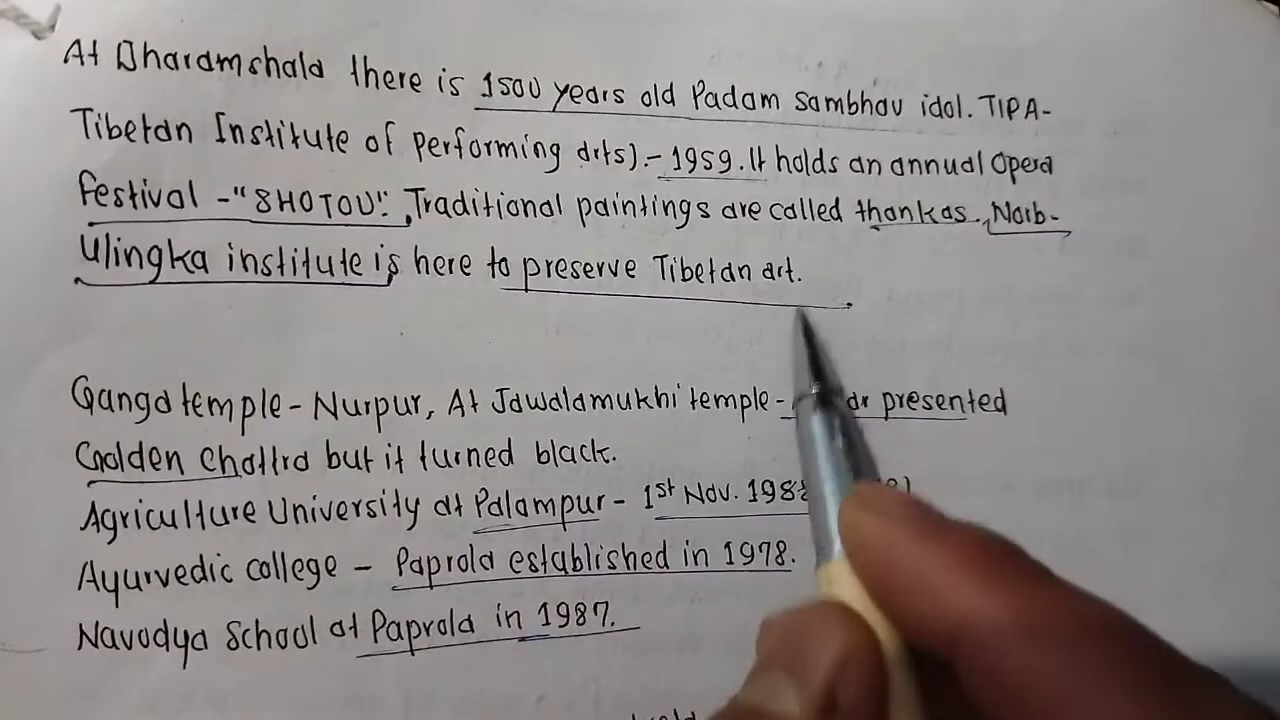 At Dharamshala there is 1500 years old Padam Sambhav idol. TIPA-
Tibetan Institute of performing arts).- 1959. It holds an annual Opera
festival - "SHOTOU". Traditional paintings are called thankas. Norb-
Ulingka institute is here to preserve Tibetan art.
Ganga temple - Nurpur, At Jawalamukhi temple- presented
Golden Chattra but it turned black.
Agriculture University at Palampur - 1st Nov.
Ayurvedic college - Paprola established in 1978.
Navodya School at Paprola in 1987.